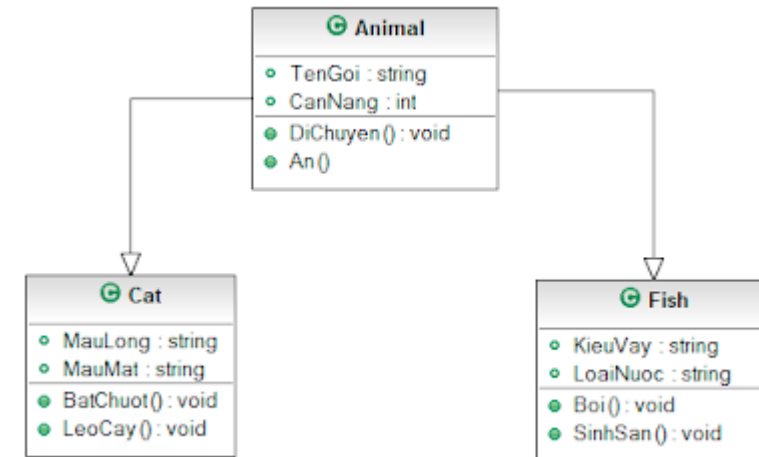 Animal
TenGoi : string
CanNang : int
DiChuyen() : void
An()
Cat
MauLong : string
MauMat : string
BatChuot() : void
LeoCay() : void
Fish
KieuVay : string
LoaiNuoc : string
Boi() : void
SinhSan() : void